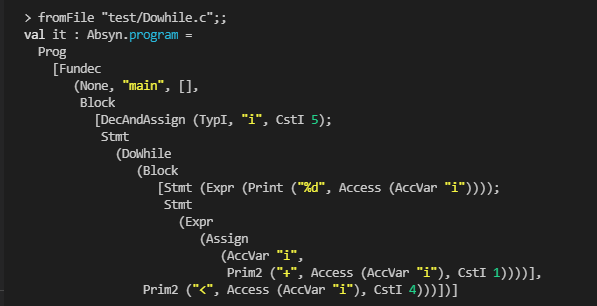 > fromFile "test/Dowhile.c";;
val it : Absyn.program =
  Prog
    [Fundec
       (None, "main", [],
        Block
          [DecAndAssign (TypI, "i", CstI 5);
           Stmt
             (DoWhile
                (Block
                   [Stmt (Expr (Print ("%d", Access (AccVar "i"))));
                    Stmt
                      (Expr
                         (Assign
                            (AccVar "i",
                             Prim2 ("+", Access (AccVar "i"), CstI 1))))],
                 Prim2 ("<", Access (AccVar "i"), CstI 4)))])]